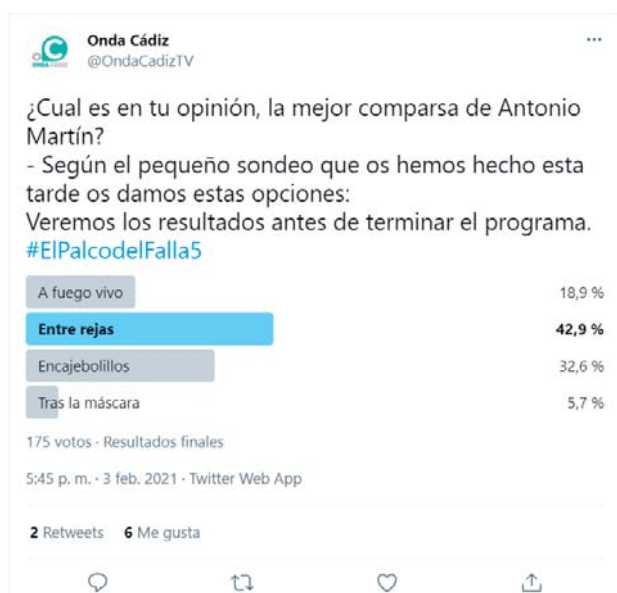 Onda Cádiz
@OndaCadizTV
¿Cual es en tu opinión, la mejor comparsa de Antonio
Martín?
- Según el pequeño sondeo que os hemos hecho esta
tarde os damos estas opciones:
Veremos los resultados antes de terminar el programa.
#ElPalcodelFalla5
A fuego vivo 18,9 %
Entre rejas 42,9 %
Encajebolillos 32,6 %
Tras la máscara 5,7 %
175 votos · Resultados finales
5:45 p. m. · 3 feb. 2021 · Twitter Web App
2 Retweets 6 Me gusta